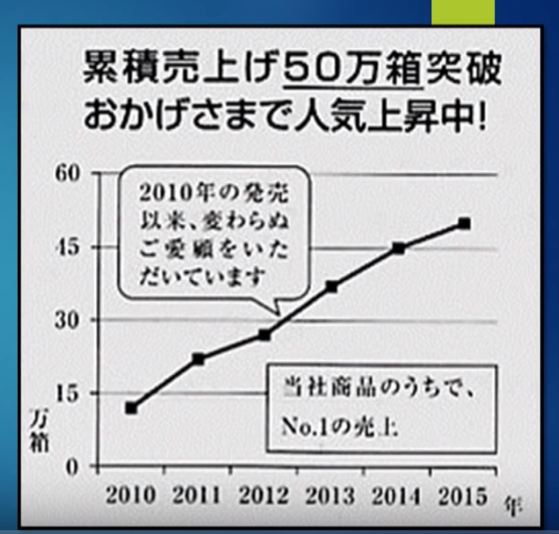 累積売上げ50万箱突破
おかげさまで人気上昇中!
60
2010年の発売
以来、変わらぬ
ご愛顧をいた
だいています
45
30
15
当社商品のうちで、
No.1の売上
万箱
0
2010 2011 2012 2013 2014 2015 年